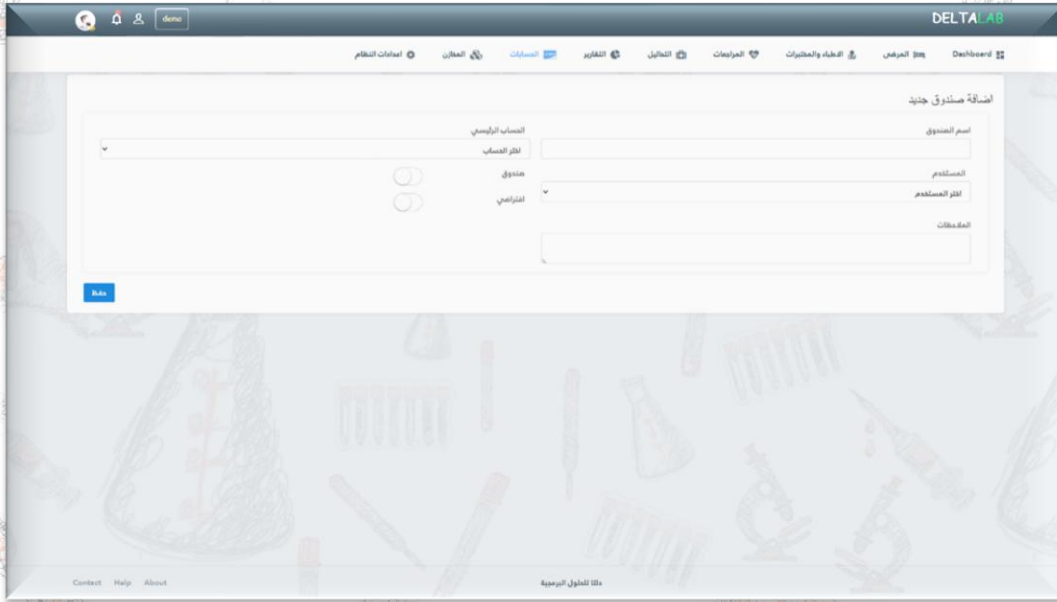 DELTALAB
demo
Dashboard المرضى الاطباء والمختبرات المراجعات التحاليل التقارير الحسابات المخازن اعدادات النظام
اضافة صندوق جديد
اسم الصندوق
الحساب الرئيسي
اختر الحساب
المستخدم
صندوق
اختر المستخدم
افتراضي
الملاحظات
حفظ
دلتا للحلول البرمجية
Contact Help About